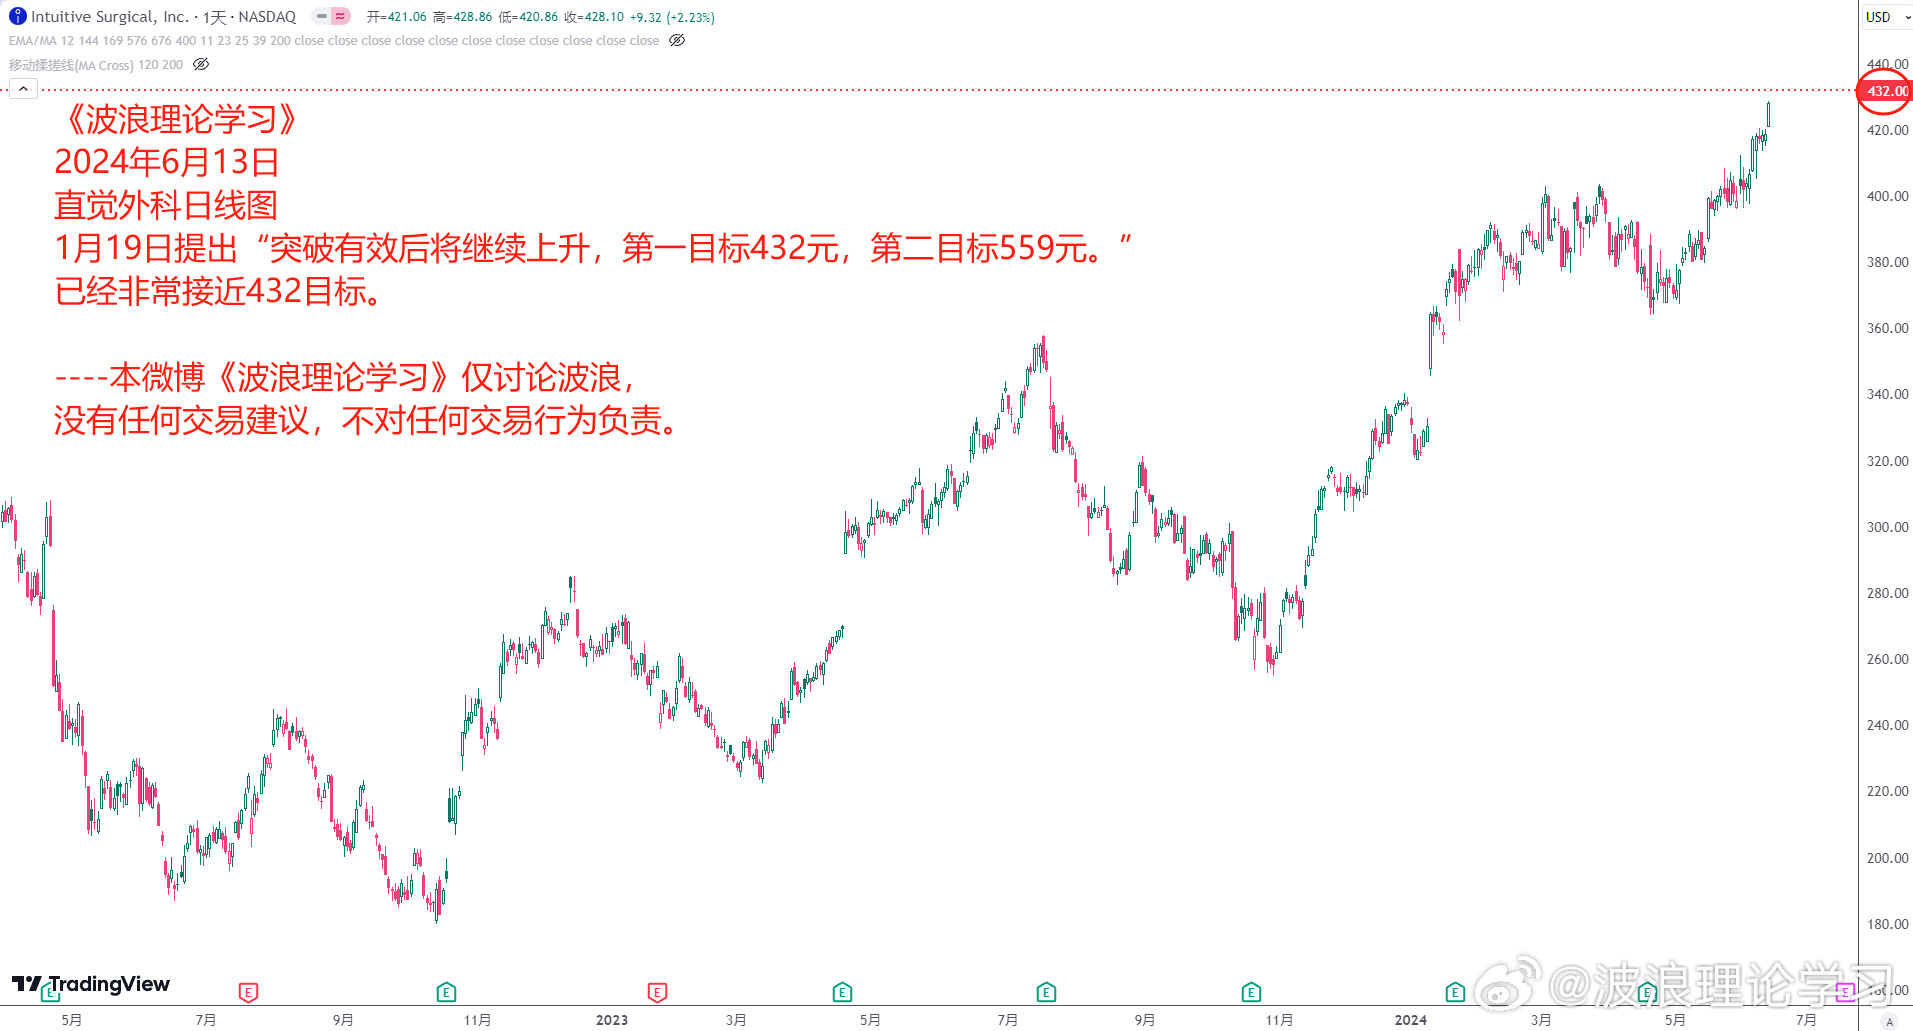 Intuitive Surgical, Inc. · 1天 · NASDAQ 开=421.06 高=428.86 低=420.86 收=428.10 +9.32 (+2.23%)
USD
EMA/MA 12 144 169 576 676 400 11 23 25 39 200 close close close close close close close close close close close
移动揉搓线(MA Cross) 120 200
440.00
432.00
《波浪理论学习》
2024年6月13日
直觉外科日线图
1月19日提出“突破有效后将继续上升，第一目标432元，第二目标559元。”
已经非常接近432目标。
----本微博《波浪理论学习》仅讨论波浪，
没有任何交易建议，不对任何交易行为负责。
420.00
400.00
380.00
360.00
340.00
320.00
300.00
280.00
260.00
240.00
220.00
200.00
180.00
160.00
TradingView
E E E E E E E E E E
@波浪理论学习
5月 7月 9月 11月 2023 3月 5月 7月 9月 11月 2024 3月 5月 7月
A